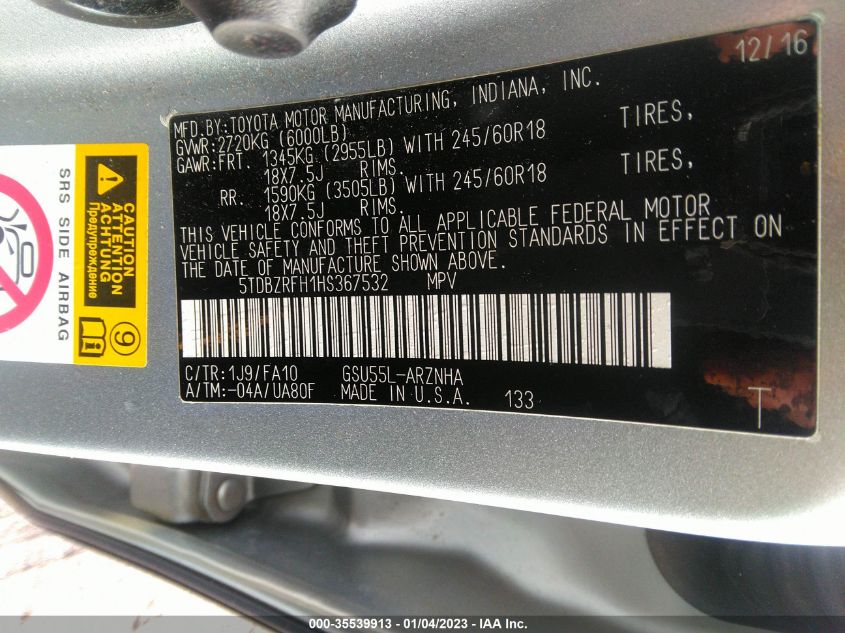 12/16
MFD.BY:TOYOTA MOTOR MANUFACTURING, INDIANA, INC.
GVWR:2720KG (6000LB)
GAWR:FRT. 1345KG (2955LB) WITH 245/60R18 TIRES,
18X7.5J RIMS.
RR. 1590KG (3505LB) WITH 245/60R18 TIRES,
18X7.5J RIMS.
THIS VEHICLE CONFORMS TO ALL APPLICABLE FEDERAL MOTOR
VEHICLE SAFETY AND THEFT PREVENTION STANDARDS IN EFFECT ON
THE DATE OF MANUFACTURE SHOWN ABOVE.
5TDBZRFH1HS367532 MPV
C/TR:1J9/FA10 GSU55L-ARZNHA
A/TM:-04A/UA80F MADE IN U.S.A. 133
T
SRS SIDE AIRBAG
CAUTION
ATTENTION
ACHTUNG
Предупреждение
9
000-35539913 - 01/04/2023 - IAA Inc.